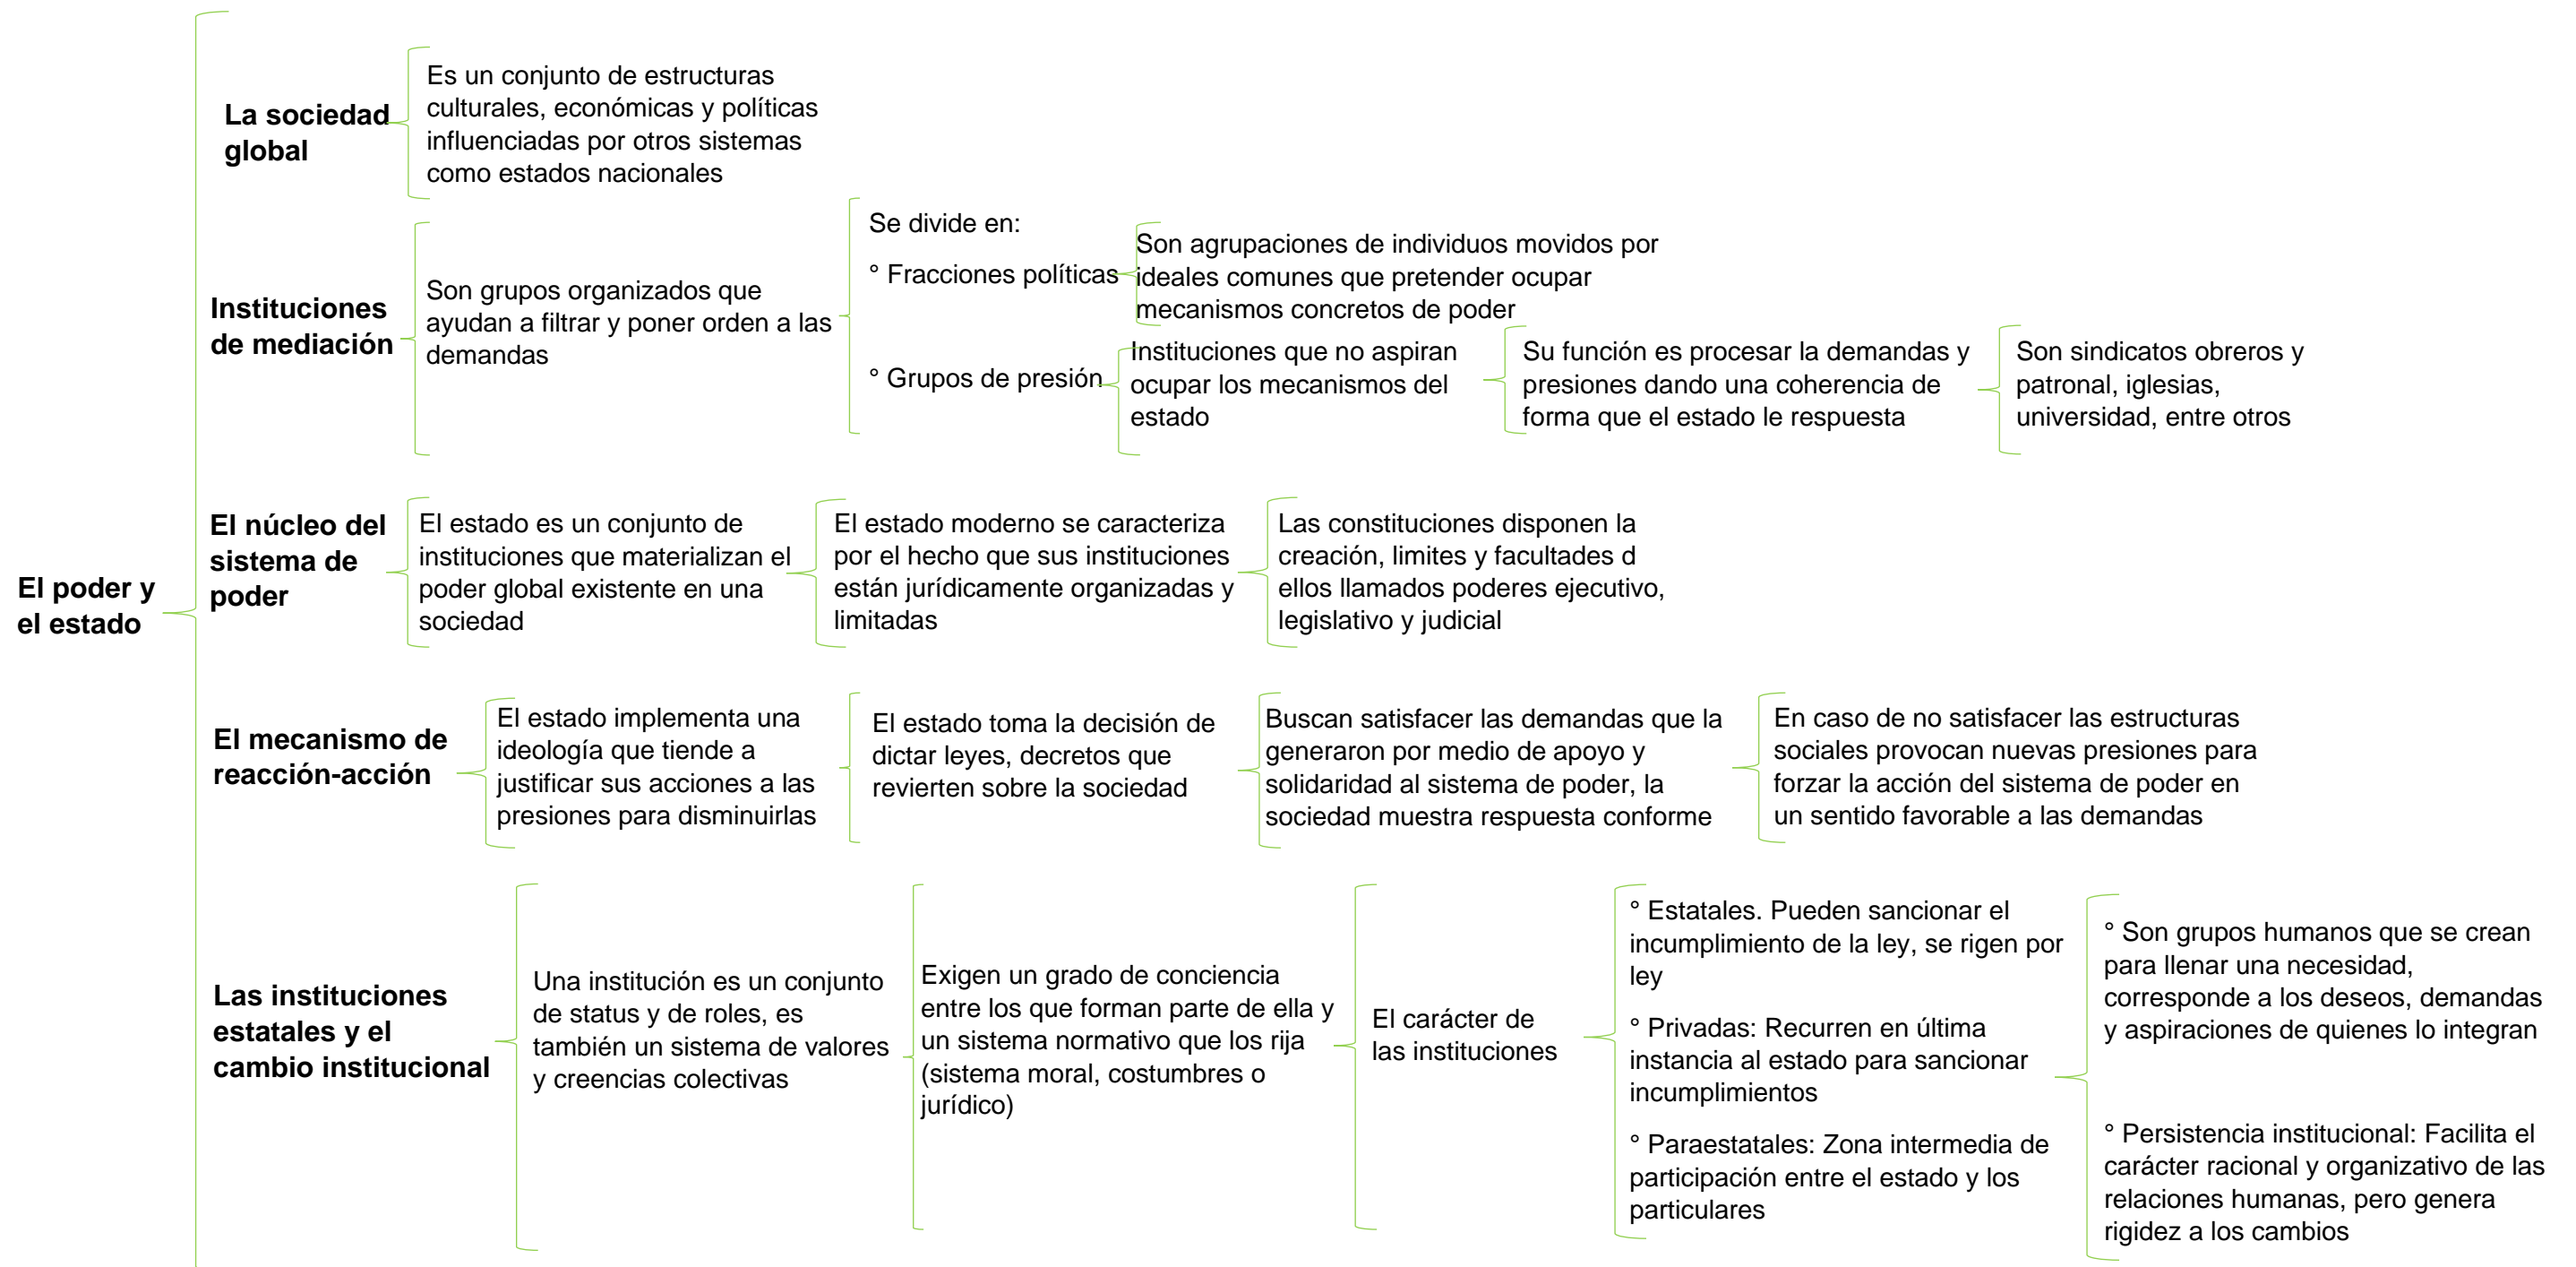 La sociedad
global
Es un conjunto de estructuras
culturales, económicas y políticas
influenciadas por otros sistemas
como estados nacionales
Instituciones
de mediación
Son grupos organizados que
ayudan a filtrar y poner orden a las
demandas
Se divide en:
° Fracciones políticas
Son agrupaciones de individuos movidos por
ideales comunes que pretender ocupar
mecanismos concretos de poder
° Grupos de presión
Instituciones que no aspiran
ocupar los mecanismos del
estado
Su función es procesar la demandas y
presiones dando una coherencia de
forma que el estado le respuesta
Son sindicatos obreros y
patronal, iglesias,
universidad, entre otros
El poder y
el estado
El núcleo del
sistema de
poder
El estado es un conjunto de
instituciones que materializan el
poder global existente en una
sociedad
El estado moderno se caracteriza
por el hecho que sus instituciones
están jurídicamente organizadas y
limitadas
Las constituciones disponen la
creación, limites y facultades d
ellos llamados poderes ejecutivo,
legislativo y judicial
El mecanismo de
reacción-acción
El estado implementa una
ideología que tiende a
justificar sus acciones a las
presiones para disminuirlas
El estado toma la decisión de
dictar leyes, decretos que
revierten sobre la sociedad
Buscan satisfacer las demandas que la
generaron por medio de apoyo y
solidaridad al sistema de poder, la
sociedad muestra respuesta conforme
En caso de no satisfacer las estructuras
sociales provocan nuevas presiones para
forzar la acción del sistema de poder en
un sentido favorable a las demandas
Las instituciones
estatales y el
cambio institucional
Una institución es un conjunto
de status y de roles, es
también un sistema de valores
y creencias colectivas
Exigen un grado de conciencia
entre los que forman parte de ella y
un sistema normativo que los rija
(sistema moral, costumbres o
jurídico)
El carácter de
las instituciones
° Estatales. Pueden sancionar el
incumplimiento de la ley, se rigen por
ley
° Privadas: Recurren en última
instancia al estado para sancionar
incumplimientos
° Paraestatales: Zona intermedia de
participación entre el estado y los
particulares
° Son grupos humanos que se crean
para llenar una necesidad,
corresponde a los deseos, demandas
y aspiraciones de quienes lo integran
° Persistencia institucional: Facilita el
carácter racional y organizativo de las
relaciones humanas, pero genera
rigidez a los cambios